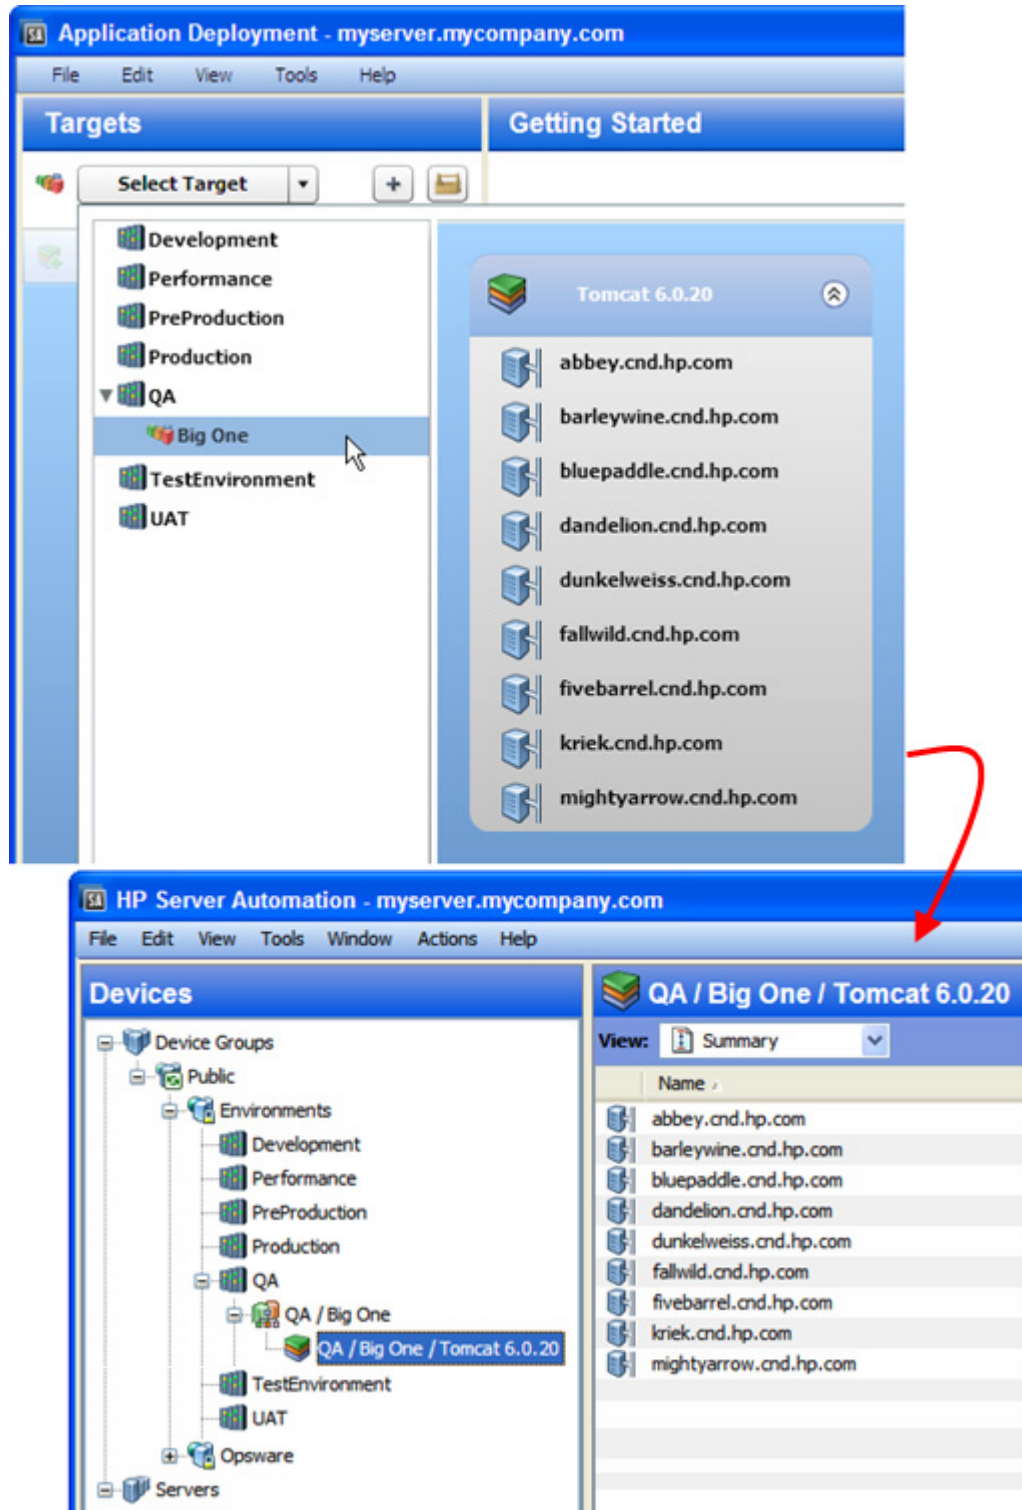 SA Application Deployment - myserver.mycompany.com
File Edit View Tools Help
Targets
Getting Started
Select Target
Development
Performance
PreProduction
Production
QA
Big One
TestEnvironment
UAT
Tomcat 6.0.20
abbey.cnd.hp.com
barleywine.cnd.hp.com
bluepaddle.cnd.hp.com
dandelion.cnd.hp.com
dunkelweiss.cnd.hp.com
fallwild.cnd.hp.com
fivebarrel.cnd.hp.com
kriek.cnd.hp.com
mightyarrow.cnd.hp.com
SA HP Server Automation - myserver.mycompany.com
File Edit View Tools Window Actions Help
Devices
Device Groups
Public
Environments
Development
Performance
PreProduction
Production
QA
QA / Big One
QA / Big One / Tomcat 6.0.20
TestEnvironment
UAT
Opsware
Servers
QA / Big One / Tomcat 6.0.20
View: Summary
Name
abbey.cnd.hp.com
barleywine.cnd.hp.com
bluepaddle.cnd.hp.com
dandelion.cnd.hp.com
dunkelweiss.cnd.hp.com
fallwild.cnd.hp.com
fivebarrel.cnd.hp.com
kriek.cnd.hp.com
mightyarrow.cnd.hp.com